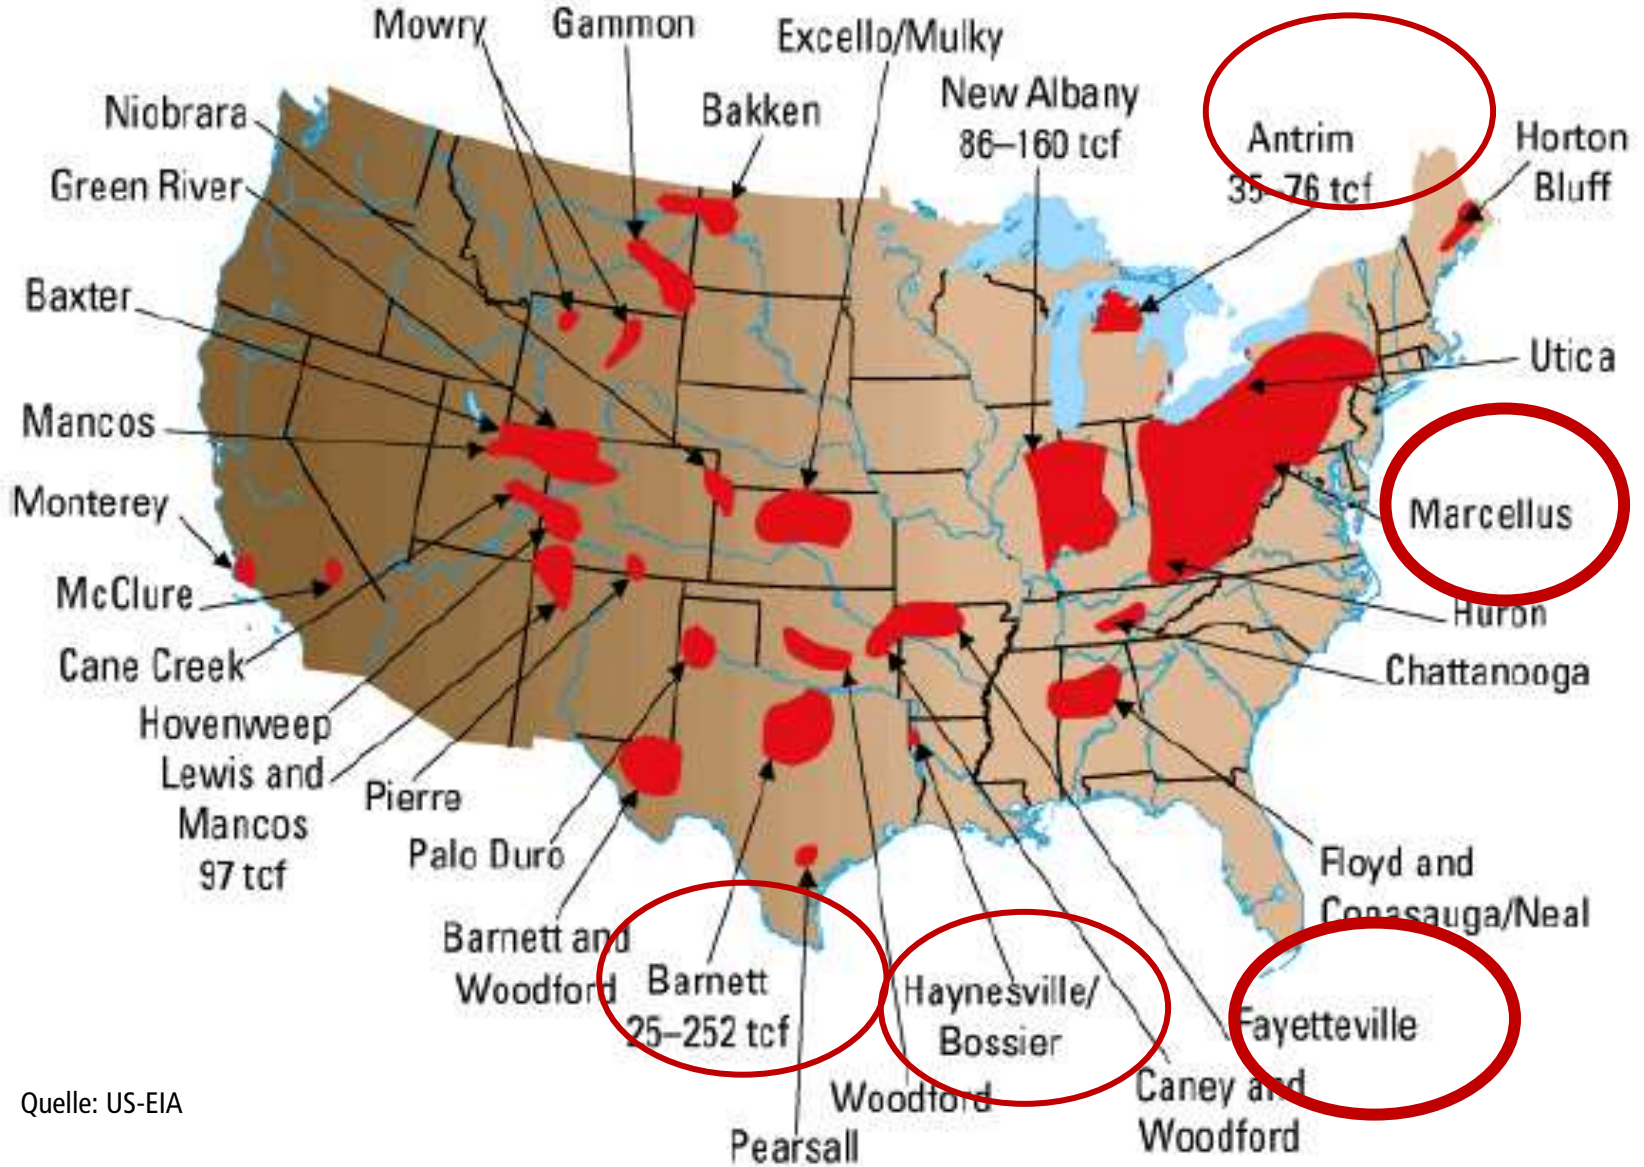 Mowry
Gammon
Excello/Mulky
New Albany
86–160 tcf
Niobrara
Bakken
Antrim
35–76 tcf
Horton
Bluff
Green River
Baxter
Utica
Mancos
Monterey
Marcellus
McClure
Huron
Cane Creek
Chattanooga
Hovenweep
Lewis and
Mancos
97 tcf
Pierre
Palo Duro
Floyd and
Conasauga/Neal
Barnett and
Woodford
Barnett
25–252 tcf
Haynesville/
Bossier
Fayetteville
Woodford
Caney and
Woodford
Pearsall
Quelle: US-EIA